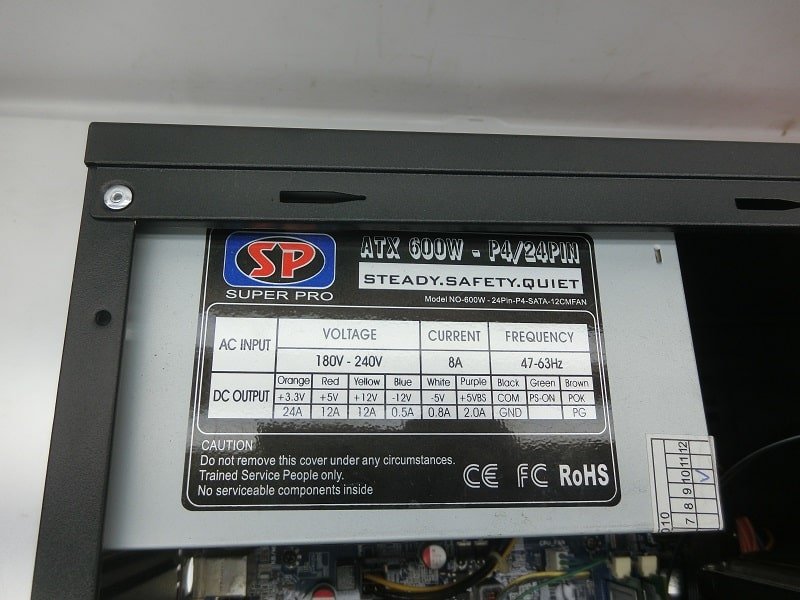 SP
SUPER PRO
ATX 600W - P4/24PIN
STEADY.SAFETY.QUIET
Model NO-600W - 24Pin-P4-SATA-12CMFAN
AC INPUT VOLTAGE CURRENT FREQUENCY
180V - 240V 8A 47-63Hz
DC OUTPUT Orange Red Yellow Blue White Purple Black Green Brown
+3.3V +5V +12V -12V -5V +5VBS COM PS-ON POK
24A 12A 12A 0.5A 0.8A 2.0A GND PG
CAUTION
Do not remove this cover under any circumstances.
Trained Service People only.
No serviceable components inside
CE FC RoHS
7 8 9 10 11 12